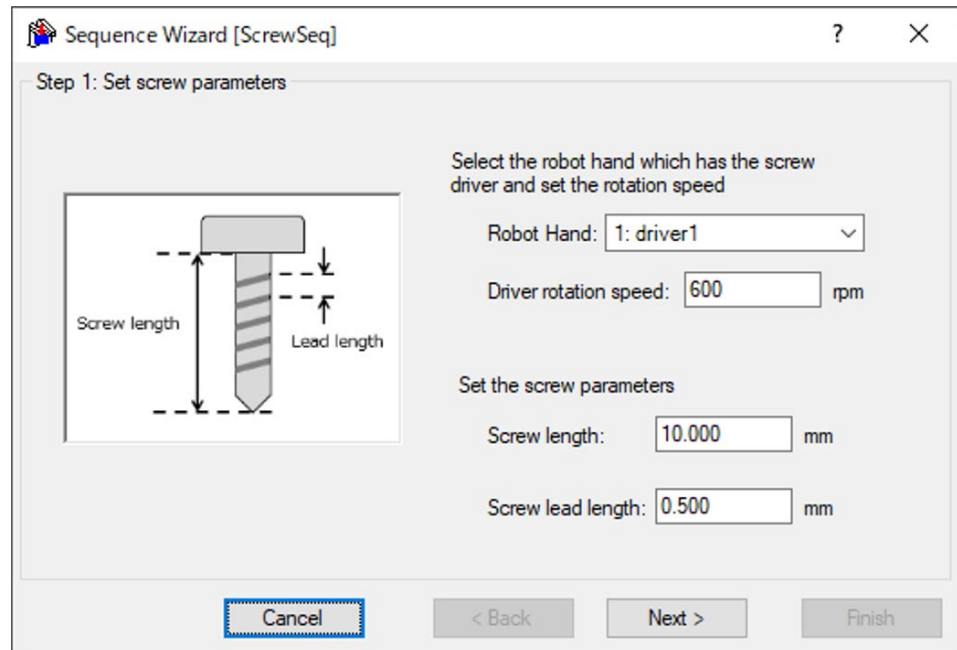 Sequence Wizard [ScrewSeq]
?
Step 1: Set screw parameters
Screw length
Lead length
Select the robot hand which has the screw
driver and set the rotation speed
Robot Hand: 1: driver1
Driver rotation speed: 600 rpm
Set the screw parameters
Screw length: 10.000 mm
Screw lead length: 0.500 mm
Cancel < Back Next > Finish